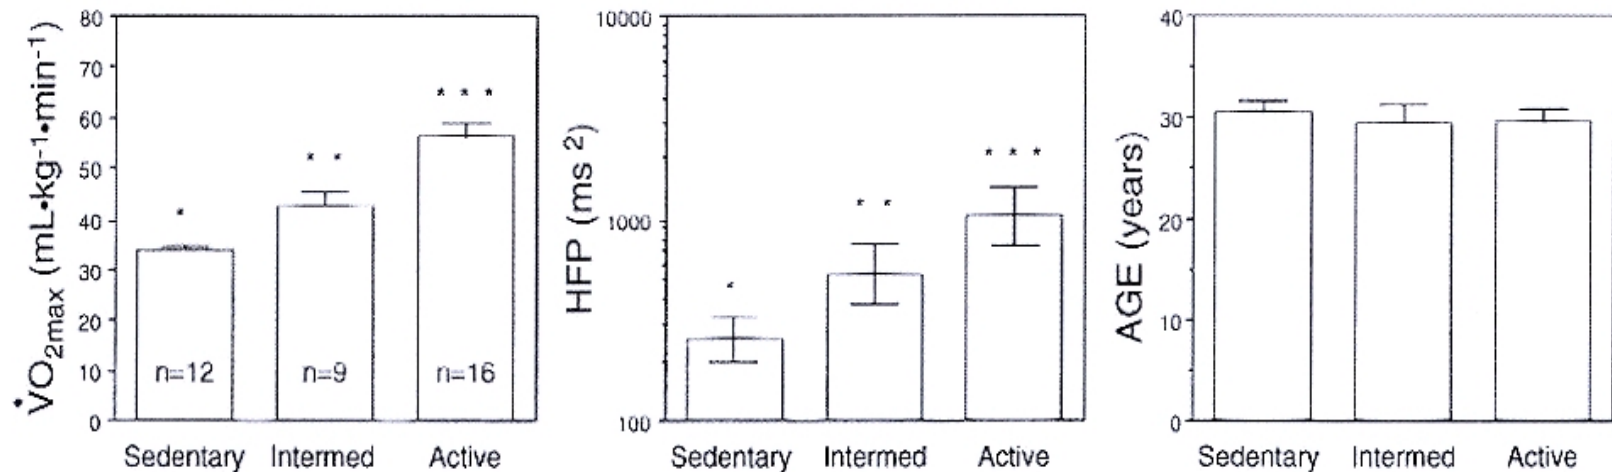 V̇O2max (mL•kg-1•min-1)
80
70
60
50
40
30
20
10
0
*
* *
* * *
n=12
n=9
n=16
Sedentary Intermed Active
HFP (ms 2)
10000
1000
100
*
* *
* * *
Sedentary Intermed Active
AGE (years)
40
30
20
10
0
Sedentary Intermed Active